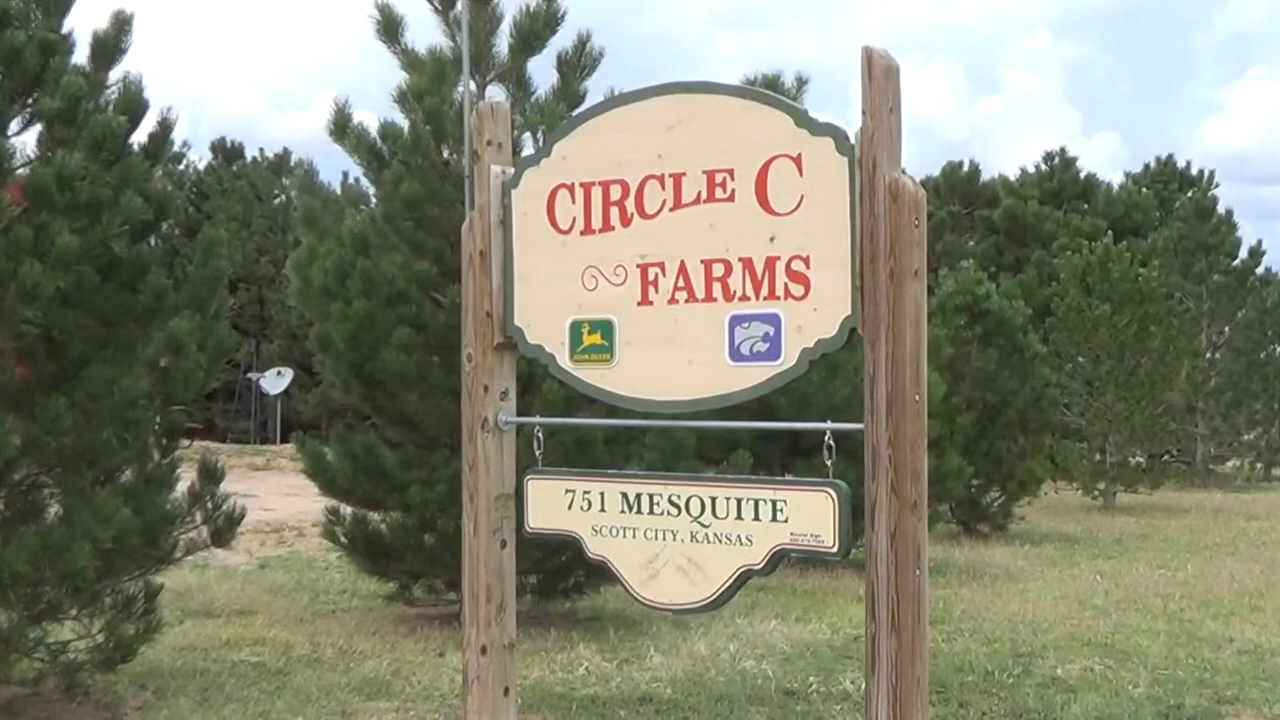 CIRCLE C
FARMS
JOHN DEERE
751 MESQUITE
SCOTT CITY, KANSAS